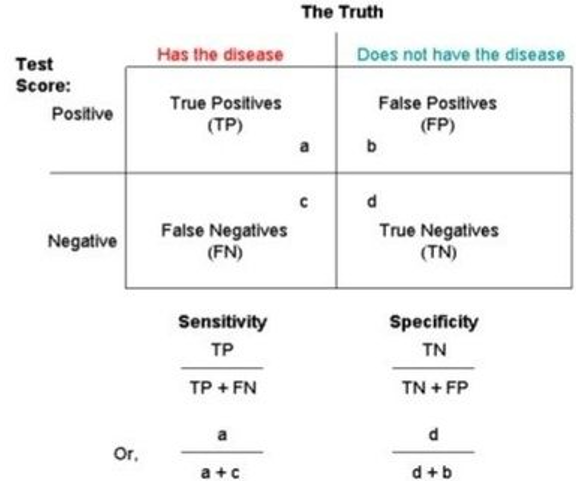 The Truth
Has the disease Does not have the disease
Test
Score:
Positive
True Positives
(TP)
a
False Positives
(FP)
b
Negative
c
False Negatives
(FN)
d
True Negatives
(TN)
Sensitivity
TP
TP + FN
Specificity
TN
TN + FP
Or,
a
a + c
d
d + b